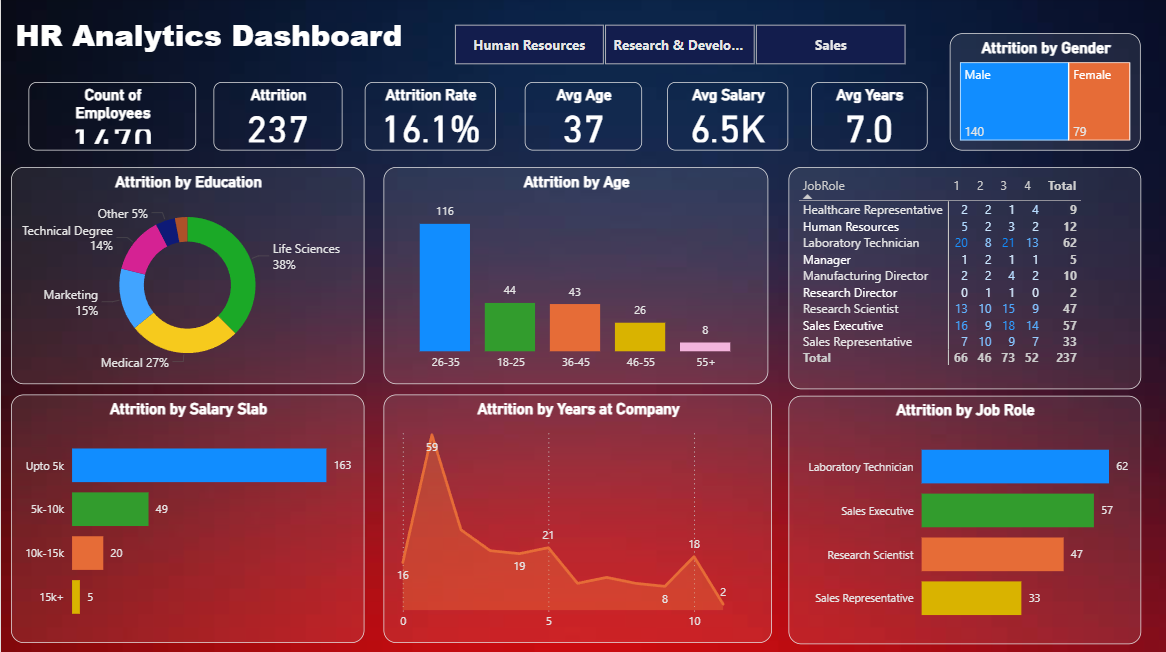 HR Analytics Dashboard
Human Resources
Research & Develo...
Sales
Attrition by Gender
Male
Female
140
79
Count of
Employees
1470
Attrition
237
Attrition Rate
16.1%
Avg Age
37
Avg Salary
6.5K
Avg Years
7.0
Attrition by Education
Other 5%
Technical Degree
14%
Life Sciences
38%
Marketing
15%
Medical 27%
Attrition by Age
116
44
43
26
8
26-35 18-25 36-45 46-55 55+
JobRole 1 2 3 4 Total
Healthcare Representative 2 2 1 4 9
Human Resources 5 2 3 2 12
Laboratory Technician 20 8 21 13 62
Manager 1 2 1 1 5
Manufacturing Director 2 2 4 2 10
Research Director 0 1 1 0 2
Research Scientist 13 10 15 9 47
Sales Executive 16 9 18 14 57
Sales Representative 7 10 9 7 33
Total 66 46 73 52 237
Attrition by Salary Slab
Upto 5k 163
5k-10k 49
10k-15k 20
15k+ 5
Attrition by Years at Company
59
16
19
21
8
18
2
0 5 10
Attrition by Job Role
Laboratory Technician 62
Sales Executive 57
Research Scientist 47
Sales Representative 33